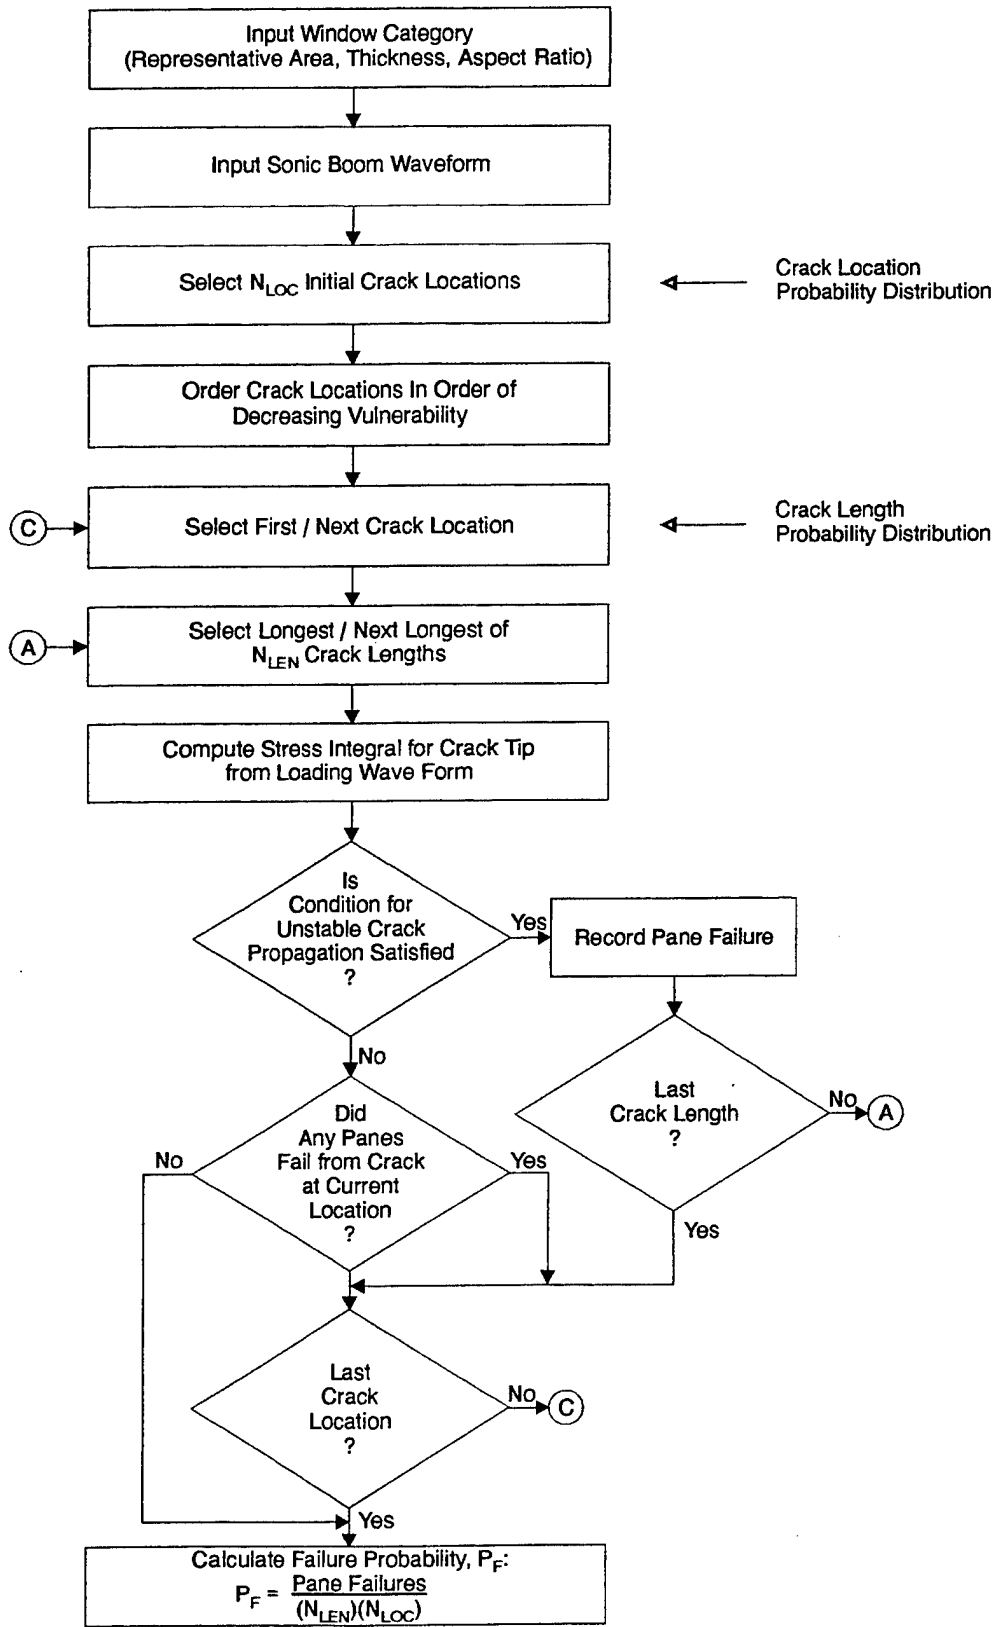 Input Window Category
(Representative Area, Thickness, Aspect Ratio)
Input Sonic Boom Waveform
Select N_LOC Initial Crack Locations
Crack Location
Probability Distribution
Order Crack Locations In Order of
Decreasing Vulnerability
C
Select First / Next Crack Location
Crack Length
Probability Distribution
A
Select Longest / Next Longest of
N_LEN Crack Lengths
Compute Stress Integral for Crack Tip
from Loading Wave Form
Is
Condition for
Unstable Crack
Propagation Satisfied
?
Yes
Record Pane Failure
No
Last
Crack Length
?
No
A
Yes
Did
Any Panes
Fail from Crack
at Current
Location
?
No
Yes
Last
Crack
Location
?
No
C
Yes
Calculate Failure Probability, P_F:
P_F = Pane Failures
(N_LEN)(N_LOC)